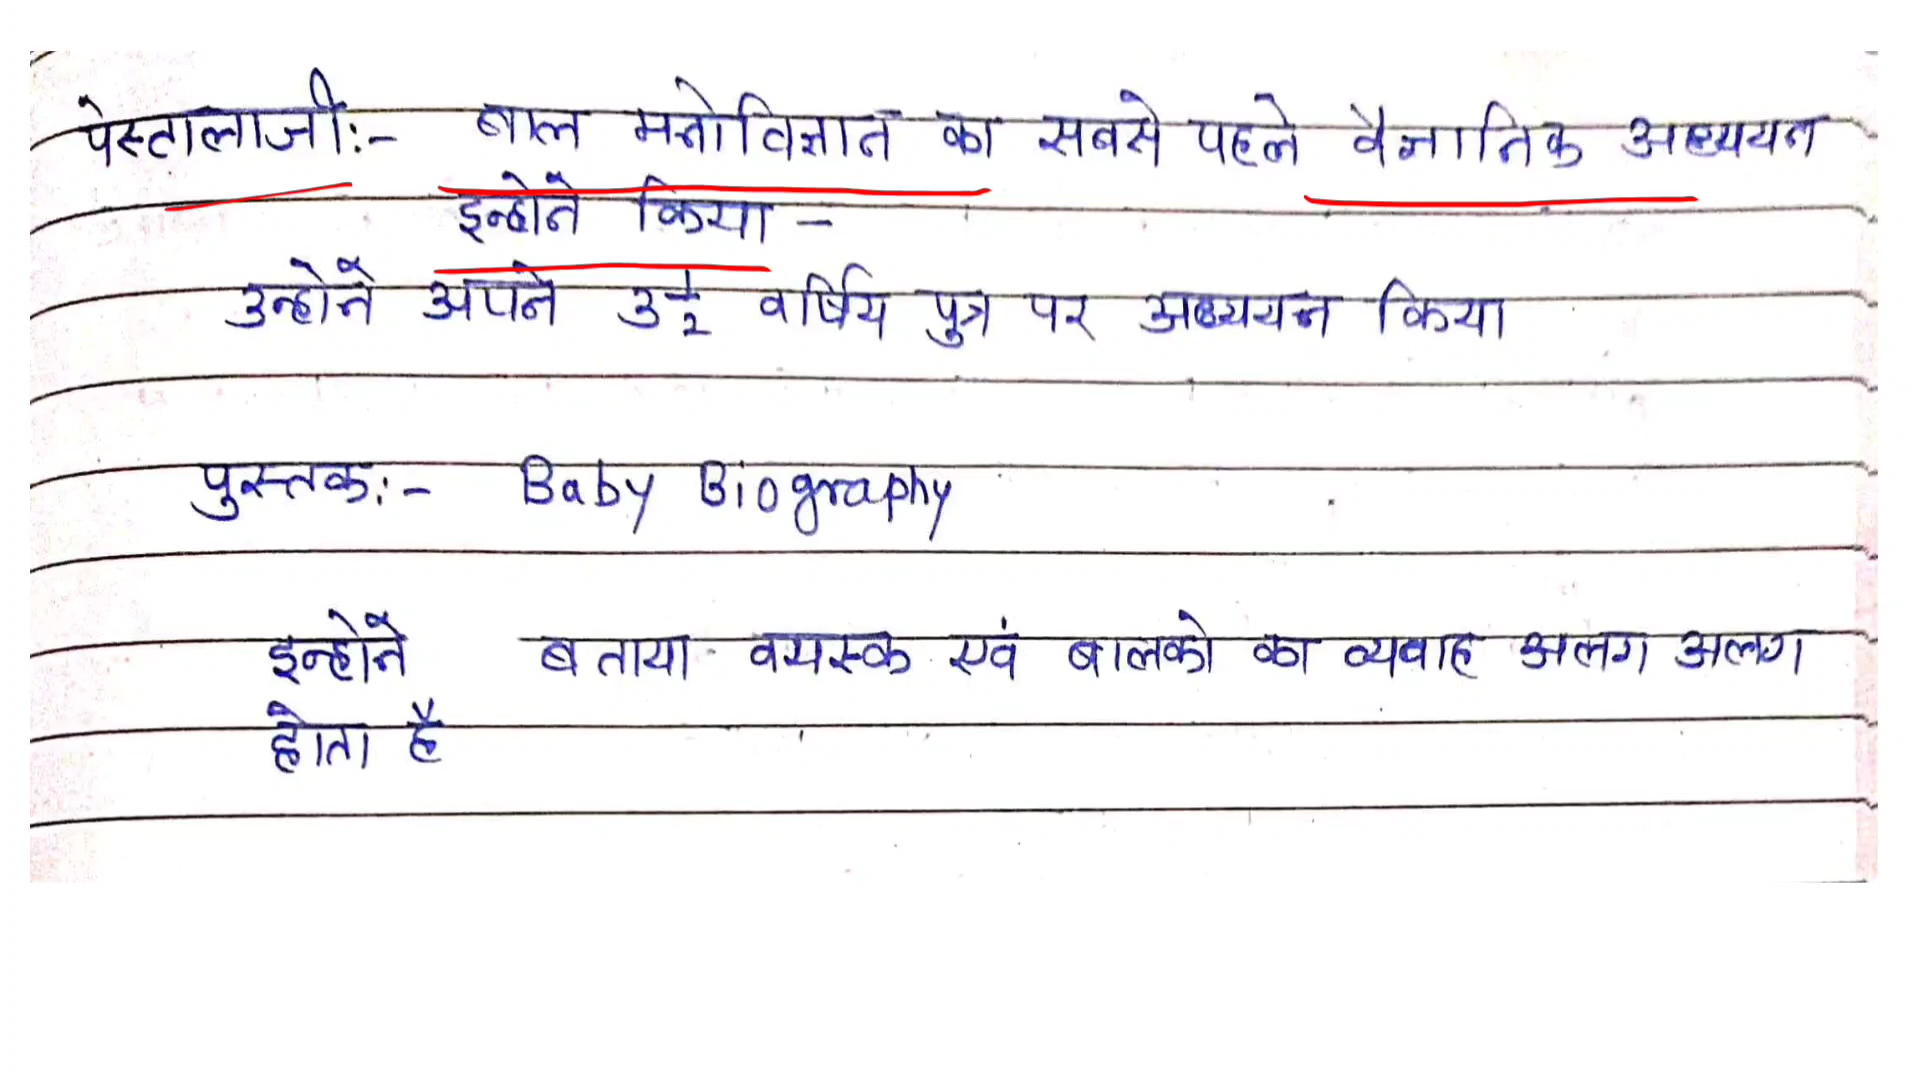 पेस्तालाजी:- बाल मनोविज्ञान का सबसे पहले वैज्ञानिक अध्ययन
इन्होने किया -
उन्होने अपने 3½ वर्षिय पुत्र पर अध्ययन किया
पुस्तक:- Baby Biography
इन्होने बताया वयस्क एवं बालको का व्यवाह अलग अलग
होता है